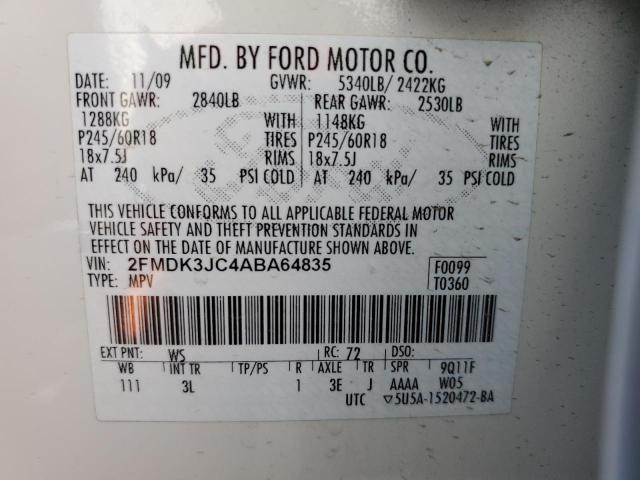 MFD. BY FORD MOTOR CO.
DATE: 11/09 GVWR: 5340LB/ 2422KG
FRONT GAWR: 2840LB REAR GAWR: 2530LB
1288KG WITH 1148KG WITH
P245/60R18 TIRES P245/60R18 TIRES
18x7.5J RIMS 18x7.5J RIMS
AT 240 kPa/ 35 PSI COLD AT 240 kPa/ 35 PSI COLD
THIS VEHICLE CONFORMS TO ALL APPLICABLE FEDERAL MOTOR
VEHICLE SAFETY AND THEFT PREVENTION STANDARDS IN
EFFECT ON THE DATE OF MANUFACTURE SHOWN ABOVE.
VIN: 2FMDK3JC4ABA64835 F0099
TYPE: MPV T0360
EXT PNT: WS RC: 72 DSO:
WB INT TR TP/PS R AXLE TR SPR 9Q11F
111 3L 1 3E J AAAA W05
UTC ▽5U5A-1520472-BA